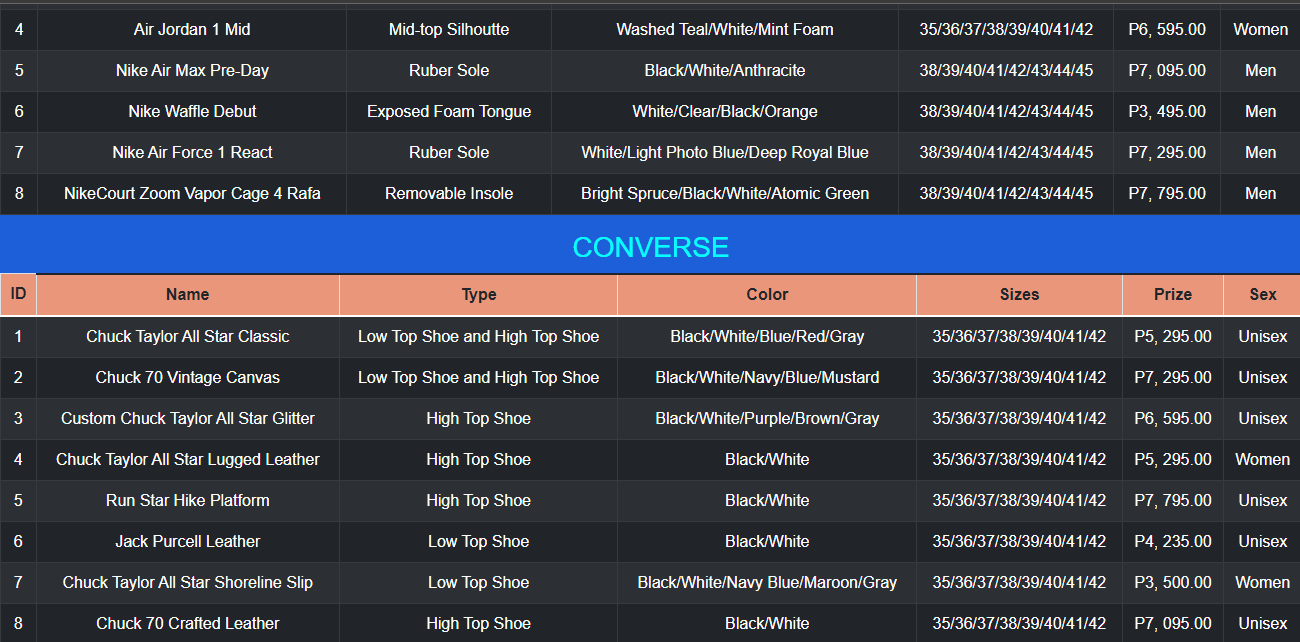 4 Air Jordan 1 Mid Mid-top Silhoutte Washed Teal/White/Mint Foam 35/36/37/38/39/40/41/42 P6, 595.00 Women
5 Nike Air Max Pre-Day Ruber Sole Black/White/Anthracite 38/39/40/41/42/43/44/45 P7, 095.00 Men
6 Nike Waffle Debut Exposed Foam Tongue White/Clear/Black/Orange 38/39/40/41/42/43/44/45 P3, 495.00 Men
7 Nike Air Force 1 React Ruber Sole White/Light Photo Blue/Deep Royal Blue 38/39/40/41/42/43/44/45 P7, 295.00 Men
8 NikeCourt Zoom Vapor Cage 4 Rafa Removable Insole Bright Spruce/Black/White/Atomic Green 38/39/40/41/42/43/44/45 P7, 795.00 Men
CONVERSE
ID Name Type Color Sizes Prize Sex
1 Chuck Taylor All Star Classic Low Top Shoe and High Top Shoe Black/White/Blue/Red/Gray 35/36/37/38/39/40/41/42 P5, 295.00 Unisex
2 Chuck 70 Vintage Canvas Low Top Shoe and High Top Shoe Black/White/Navy/Blue/Mustard 35/36/37/38/39/40/41/42 P7, 295.00 Unisex
3 Custom Chuck Taylor All Star Glitter High Top Shoe Black/White/Purple/Brown/Gray 35/36/37/38/39/40/41/42 P6, 595.00 Unisex
4 Chuck Taylor All Star Lugged Leather High Top Shoe Black/White 35/36/37/38/39/40/41/42 P5, 295.00 Women
5 Run Star Hike Platform High Top Shoe Black/White 35/36/37/38/39/40/41/42 P7, 795.00 Unisex
6 Jack Purcell Leather Low Top Shoe Black/White 35/36/37/38/39/40/41/42 P4, 235.00 Unisex
7 Chuck Taylor All Star Shoreline Slip Low Top Shoe Black/White/Navy Blue/Maroon/Gray 35/36/37/38/39/40/41/42 P3, 500.00 Women
8 Chuck 70 Crafted Leather High Top Shoe Black/White 35/36/37/38/39/40/41/42 P7, 095.00 Unisex